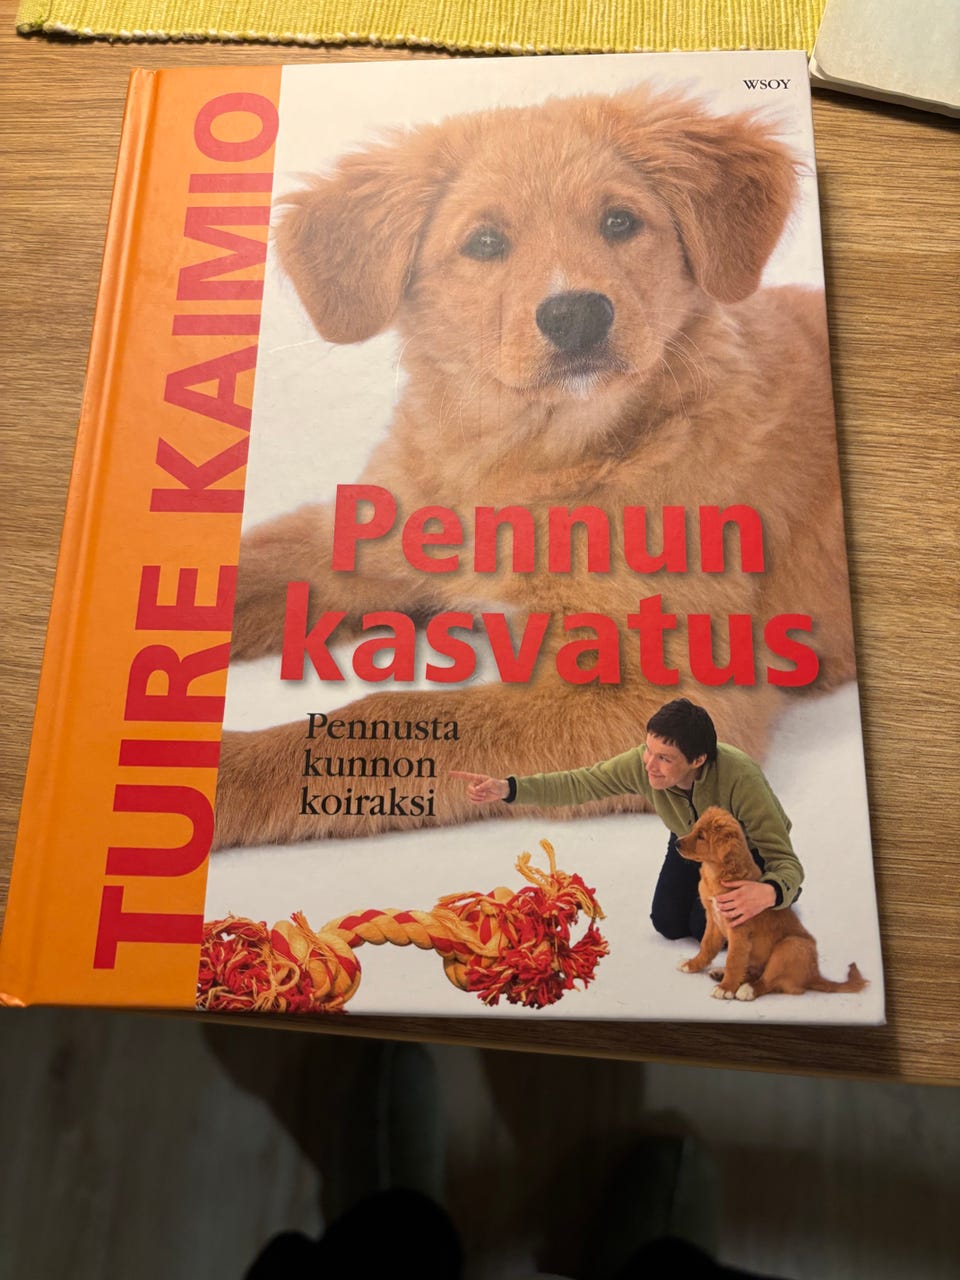 WSOY
TUIRE KAIMIO
Pennun
kasvatus
Pennusta
kunnon
koiraksi